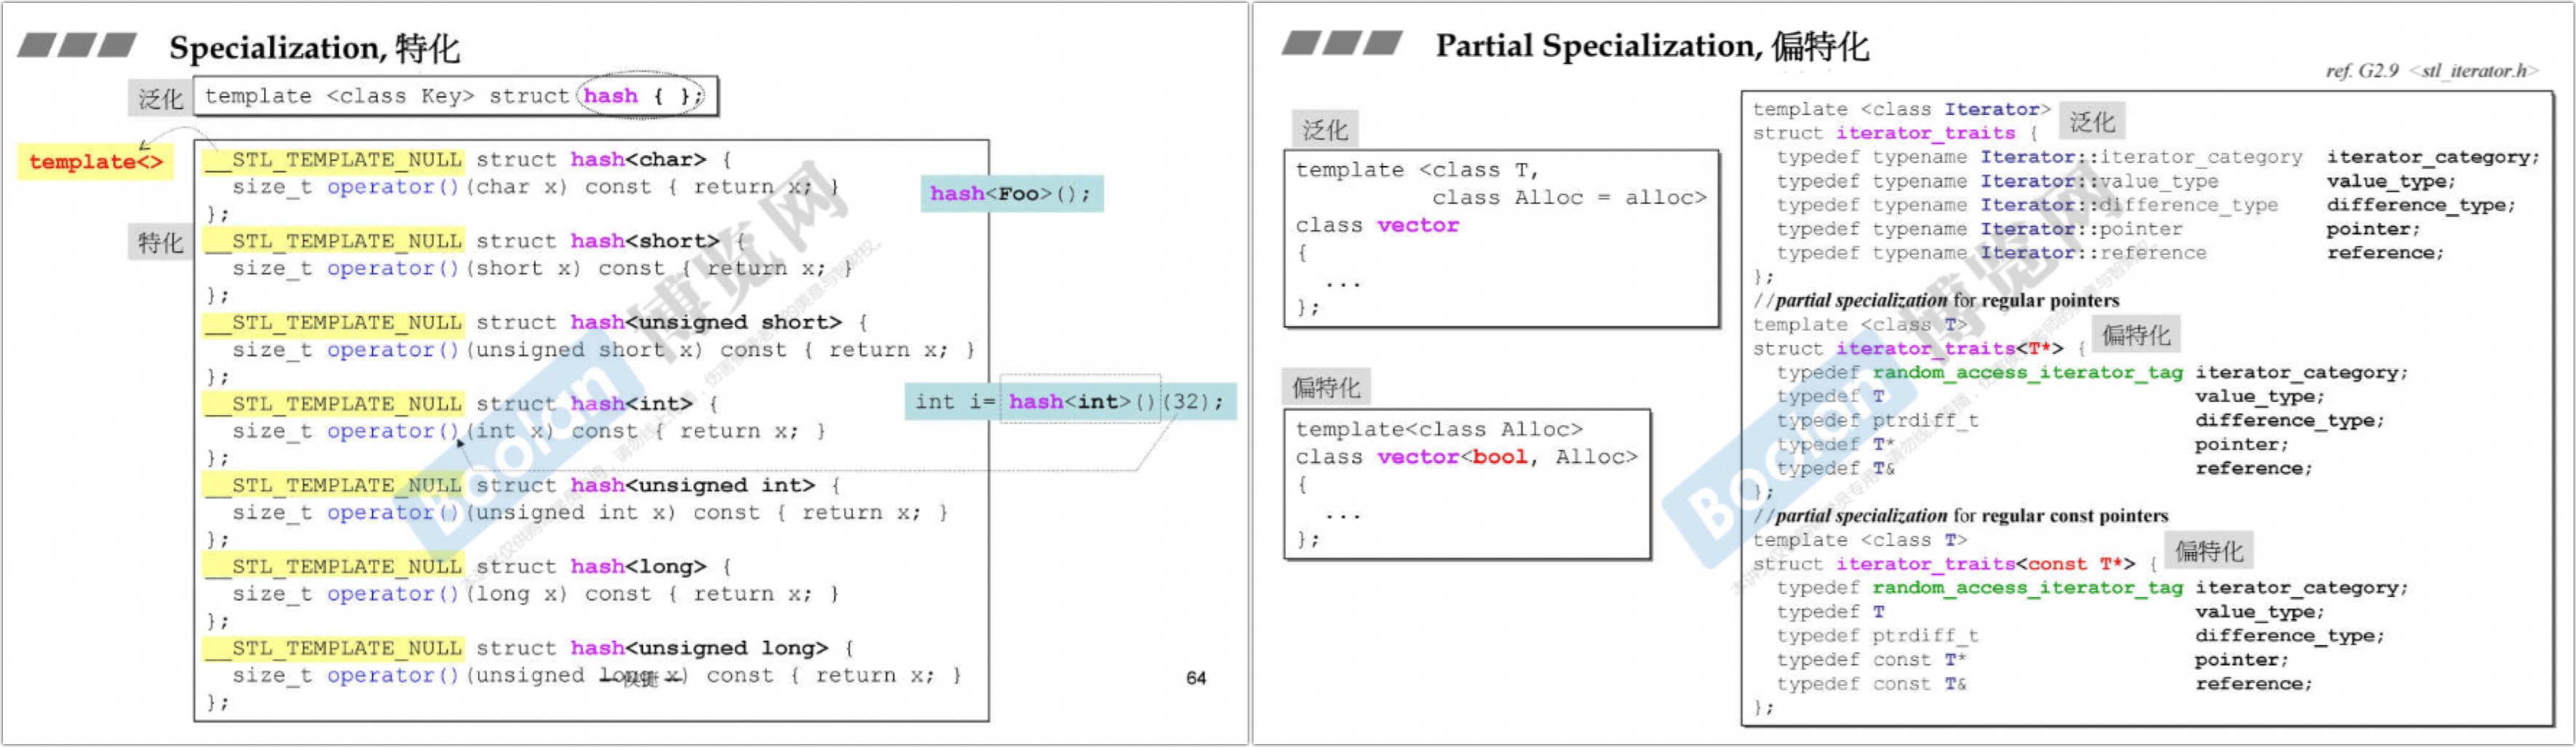 Specialization, 特化
泛化
template <class Key> struct hash { };
template<>
特化
__STL_TEMPLATE_NULL struct hash<char> {
size_t operator()(char x) const { return x; }
};
__STL_TEMPLATE_NULL struct hash<short> {
size_t operator()(short x) const { return x; }
};
__STL_TEMPLATE_NULL struct hash<unsigned short> {
size_t operator()(unsigned short x) const { return x; }
};
__STL_TEMPLATE_NULL struct hash<int> {
size_t operator()(int x) const { return x; }
};
__STL_TEMPLATE_NULL struct hash<unsigned int> {
size_t operator()(unsigned int x) const { return x; }
};
__STL_TEMPLATE_NULL struct hash<long> {
size_t operator()(long x) const { return x; }
};
__STL_TEMPLATE_NULL struct hash<unsigned long> {
size_t operator()(unsigned long x) const { return x; }
};
hash<Foo>();
int i= hash<int>()(32);
Boolan
博览网
64
Partial Specialization, 偏特化
ref. G2.9 <stl_iterator.h>
泛化
template <class T,
class Alloc = alloc>
class vector
{
...
};
偏特化
template<class Alloc>
class vector<bool, Alloc>
{
...
};
template <class Iterator>
struct iterator_traits {
泛化
typedef typename Iterator::iterator_category iterator_category;
typedef typename Iterator::value_type value_type;
typedef typename Iterator::difference_type difference_type;
typedef typename Iterator::pointer pointer;
typedef typename Iterator::reference reference;
};
//partial specialization for regular pointers
template <class T>
struct iterator_traits<T*> {
偏特化
typedef random_access_iterator_tag iterator_category;
typedef T value_type;
typedef ptrdiff_t difference_type;
typedef T* pointer;
typedef T& reference;
};
//partial specialization for regular const pointers
template <class T>
struct iterator_traits<const T*> {
偏特化
typedef random_access_iterator_tag iterator_category;
typedef T value_type;
typedef ptrdiff_t difference_type;
typedef const T* pointer;
typedef const T& reference;
};
Boolan
博览网